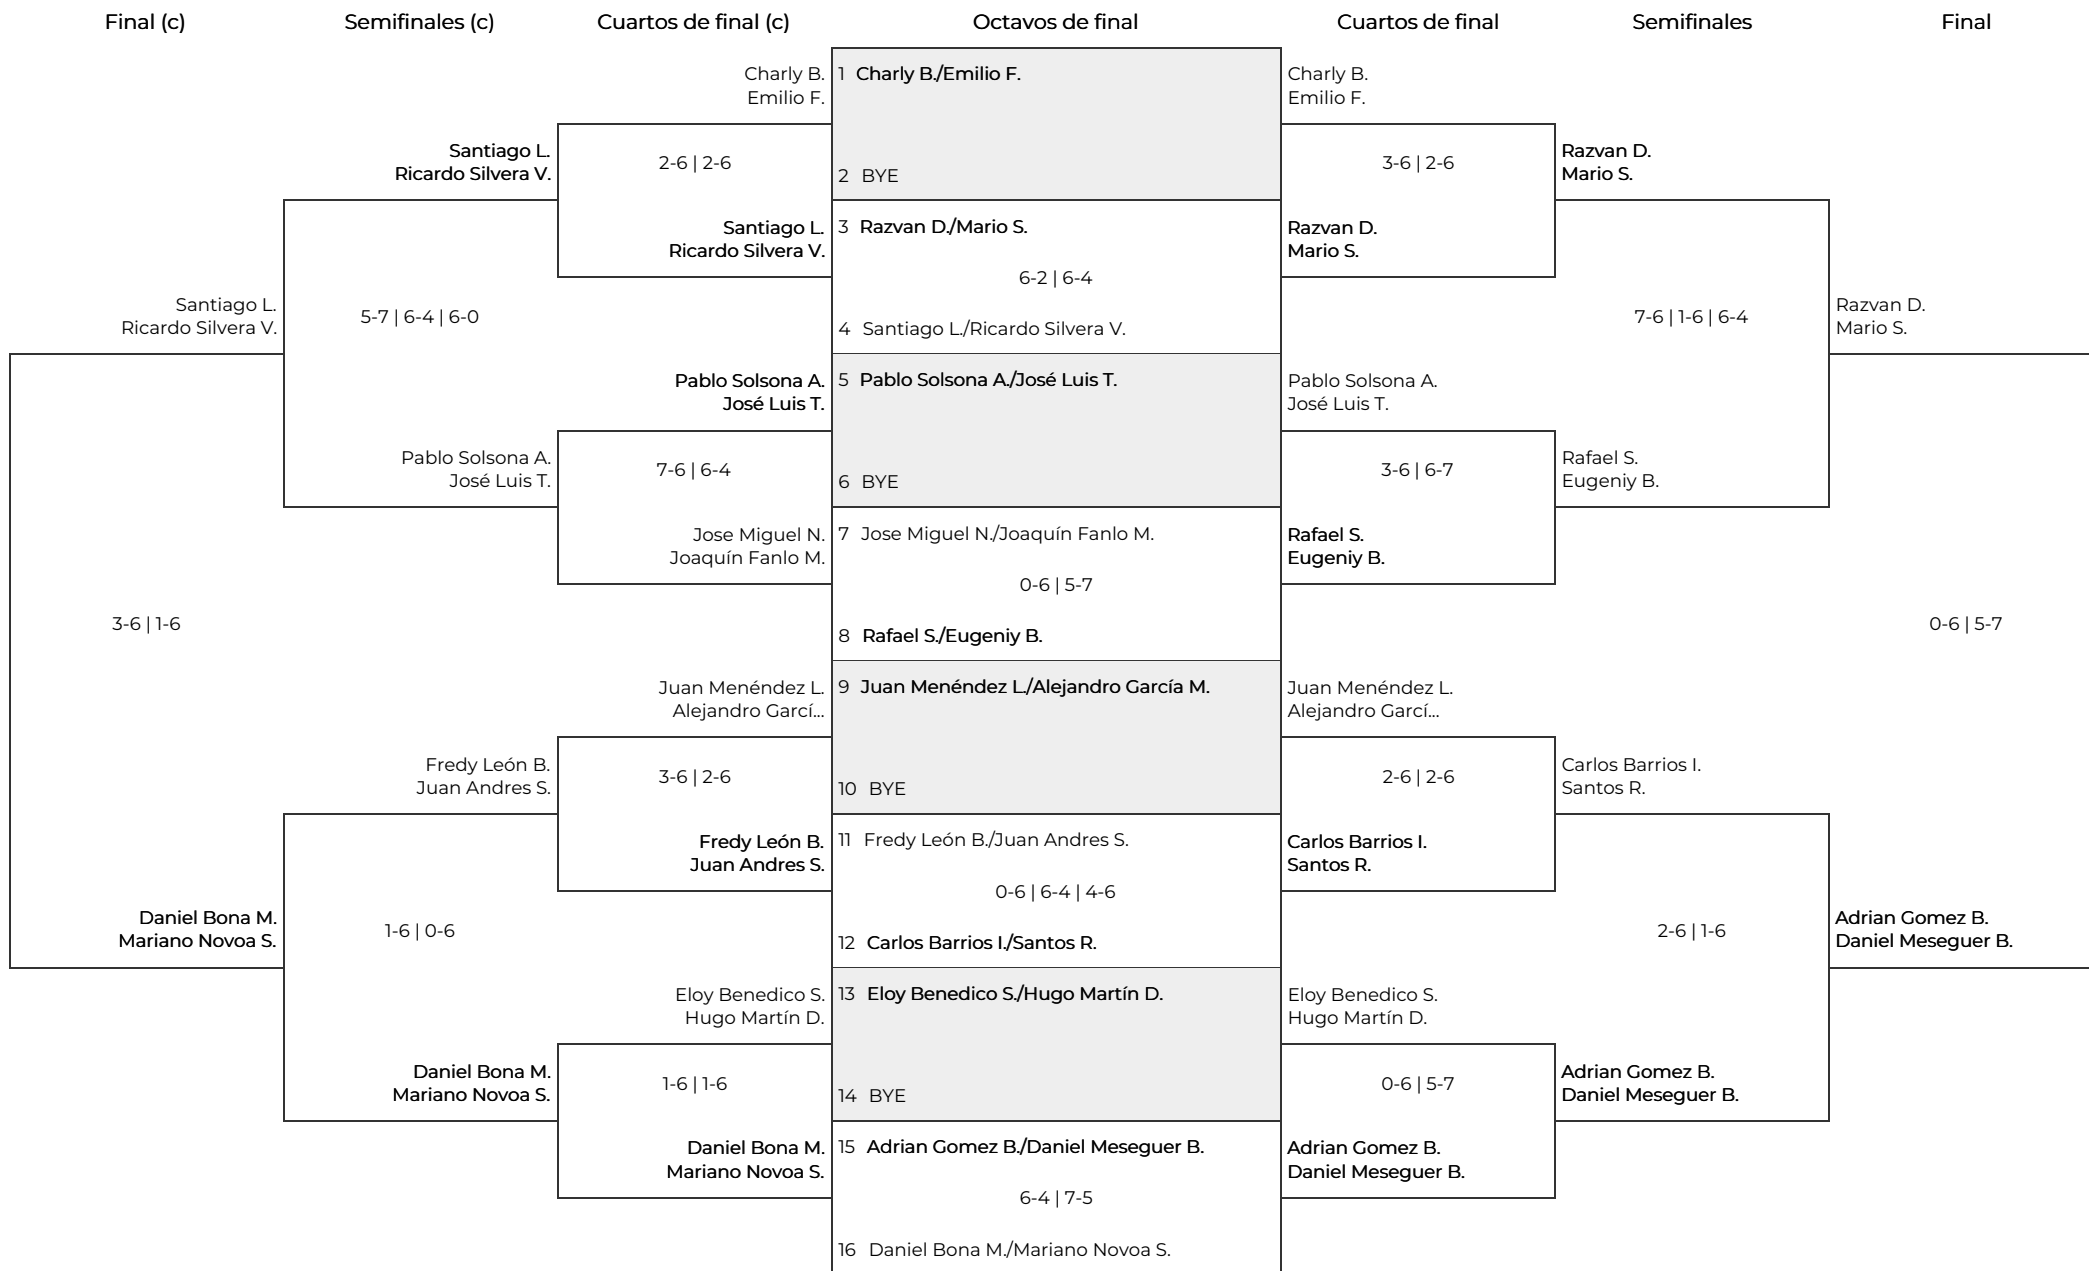 Final (c)
Semifinales (c)
Cuartos de final (c)
Octavos de final
Cuartos de final
Semifinales
Final
Santiago L.
Ricardo Silvera V.
3-6 | 1-6
Daniel Bona M.
Mariano Novoa S.
Santiago L.
Ricardo Silvera V.
5-7 | 6-4 | 6-0
Pablo Solsona A.
José Luis T.
Fredy León B.
Juan Andres S.
1-6 | 0-6
Daniel Bona M.
Mariano Novoa S.
Charly B.
Emilio F.
2-6 | 2-6
Santiago L.
Ricardo Silvera V.
Pablo Solsona A.
José Luis T.
7-6 | 6-4
Jose Miguel N.
Joaquín Fanlo M.
Juan Menéndez L.
Alejandro Garcí...
3-6 | 2-6
Fredy León B.
Juan Andres S.
Eloy Benedico S.
Hugo Martín D.
1-6 | 1-6
Daniel Bona M.
Mariano Novoa S.
1 Charly B./Emilio F.
2 BYE
3 Razvan D./Mario S.
6-2 | 6-4
4 Santiago L./Ricardo Silvera V.
5 Pablo Solsona A./José Luis T.
6 BYE
7 Jose Miguel N./Joaquín Fanlo M.
0-6 | 5-7
8 Rafael S./Eugeniy B.
9 Juan Menéndez L./Alejandro García M.
10 BYE
11 Fredy León B./Juan Andres S.
0-6 | 6-4 | 4-6
12 Carlos Barrios I./Santos R.
13 Eloy Benedico S./Hugo Martín D.
14 BYE
15 Adrian Gomez B./Daniel Meseguer B.
6-4 | 7-5
16 Daniel Bona M./Mariano Novoa S.
Charly B.
Emilio F.
3-6 | 2-6
Razvan D.
Mario S.
Pablo Solsona A.
José Luis T.
3-6 | 6-7
Rafael S.
Eugeniy B.
Juan Menéndez L.
Alejandro Garcí...
2-6 | 2-6
Carlos Barrios I.
Santos R.
Eloy Benedico S.
Hugo Martín D.
0-6 | 5-7
Adrian Gomez B.
Daniel Meseguer B.
Razvan D.
Mario S.
7-6 | 1-6 | 6-4
Rafael S.
Eugeniy B.
Carlos Barrios I.
Santos R.
2-6 | 1-6
Adrian Gomez B.
Daniel Meseguer B.
Razvan D.
Mario S.
0-6 | 5-7
Adrian Gomez B.
Daniel Meseguer B.